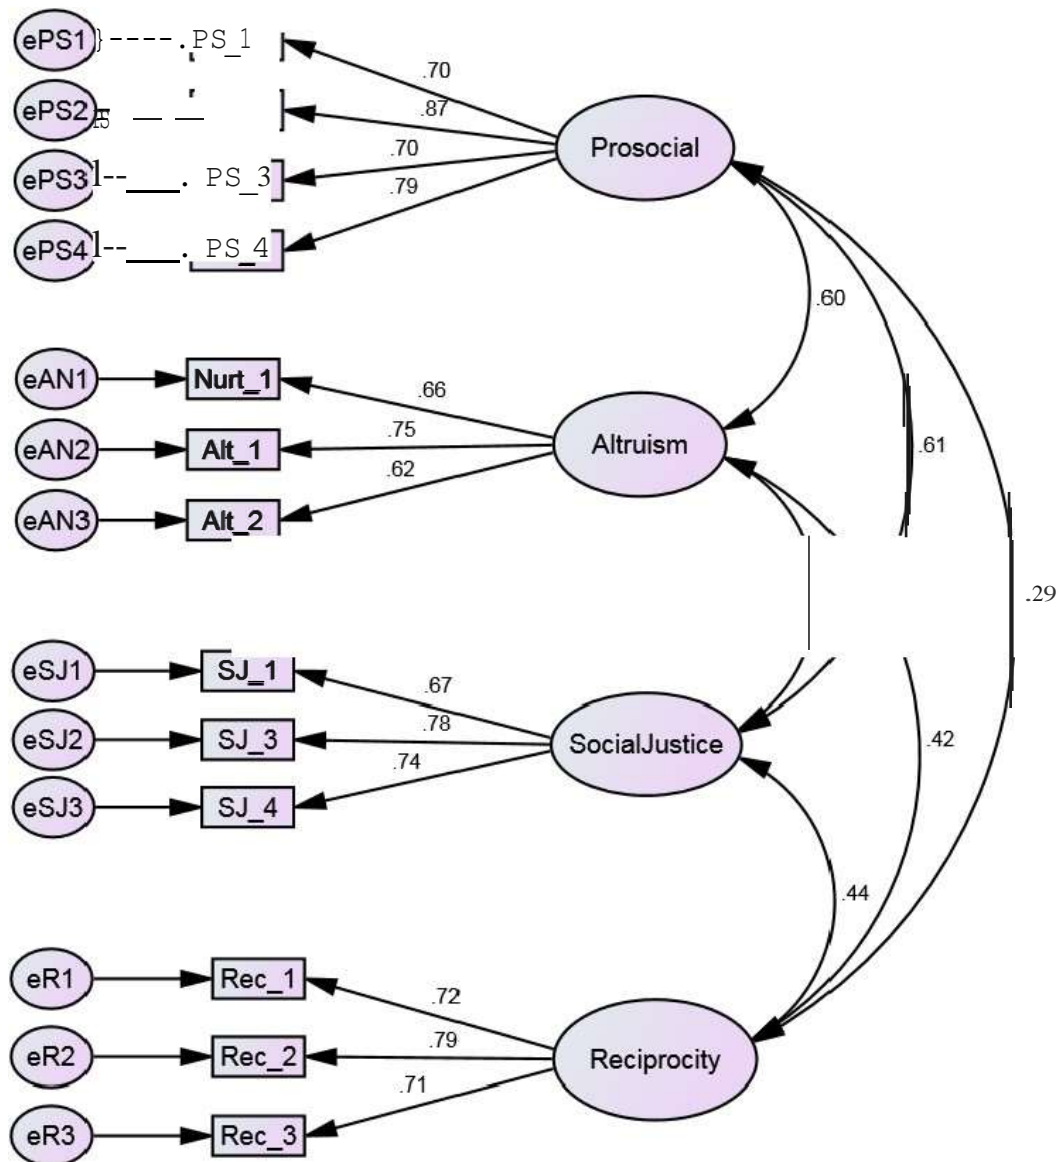 ePS1 PS_1
.70
ePS2
.87
Prosocial
.70
ePS3 PS_3
.79
ePS4 PS_4
.60
eAN1 Nurt_1
.66
eAN2 Alt_1
.75
Altruism
.61
.62
eAN3 Alt_2
.29
eSJ1 SJ_1
.67
eSJ2 SJ_3
.78
SocialJustice
.42
.74
eSJ3 SJ_4
.44
eR1 Rec_1
.72
eR2 Rec_2
.79
Reciprocity
.71
eR3 Rec_3